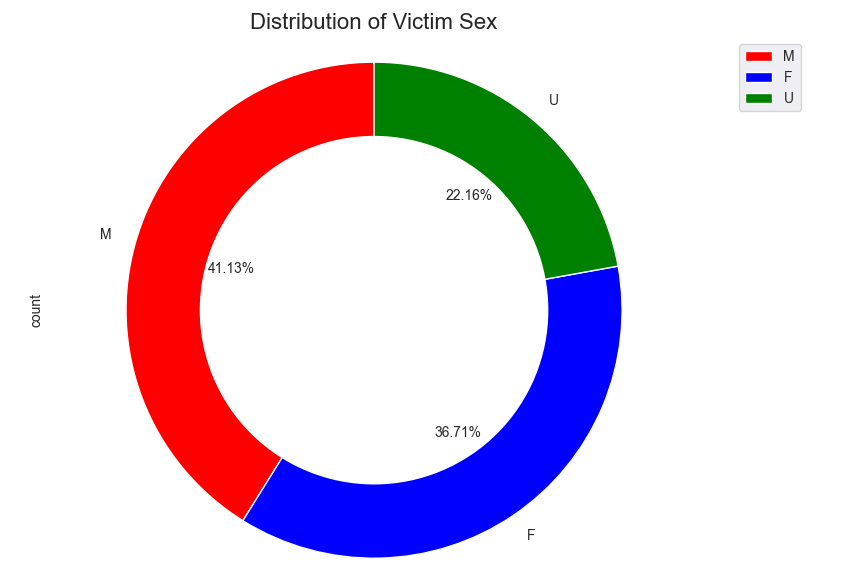 Distribution of Victim Sex
M
F
U
U
22.16%
M
41.13%
count
36.71%
F